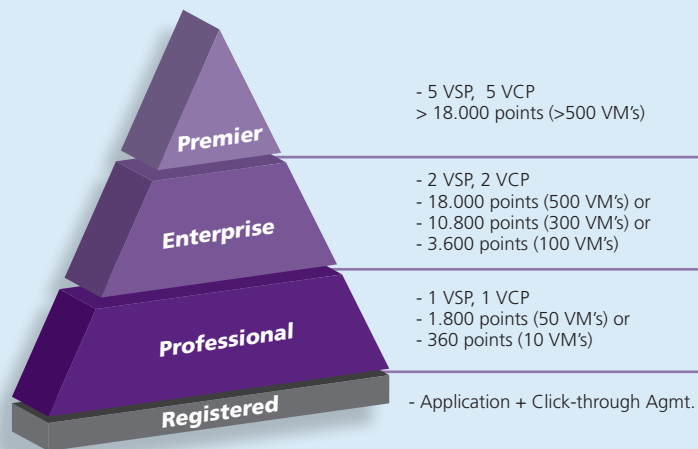 Premier
- 5 VSP, 5 VCP
> 18.000 points (>500 VM's)
Enterprise
- 2 VSP, 2 VCP
- 18.000 points (500 VM's) or
- 10.800 points (300 VM's) or
- 3.600 points (100 VM's)
Professional
- 1 VSP, 1 VCP
- 1.800 points (50 VM's) or
- 360 points (10 VM's)
Registered
- Application + Click-through Agmt.